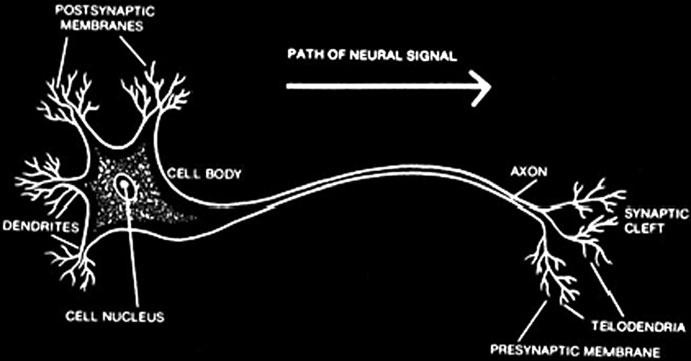 POSTSYNAPTIC
MEMBRANES
PATH OF NEURAL SIGNAL
CELL BODY
AXON
DENDRITES
SYNAPTIC
CLEFT
CELL NUCLEUS
TELODENDRIA
PRESYNAPTIC MEMBRANE